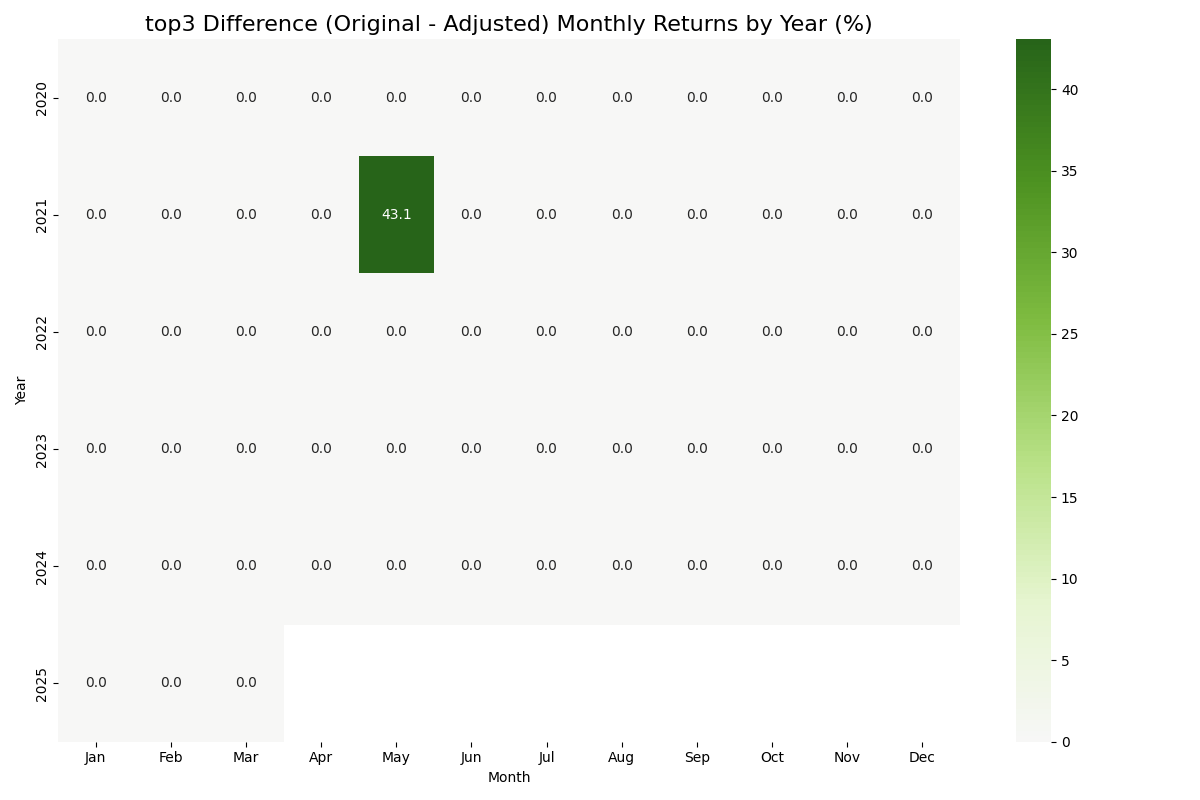 top3 Difference (Original - Adjusted) Monthly Returns by Year (%)
2020 0.0 0.0 0.0 0.0 0.0 0.0 0.0 0.0 0.0 0.0 0.0 0.0
2021 0.0 0.0 0.0 0.0 43.1 0.0 0.0 0.0 0.0 0.0 0.0 0.0
2022 0.0 0.0 0.0 0.0 0.0 0.0 0.0 0.0 0.0 0.0 0.0 0.0
2023 0.0 0.0 0.0 0.0 0.0 0.0 0.0 0.0 0.0 0.0 0.0 0.0
2024 0.0 0.0 0.0 0.0 0.0 0.0 0.0 0.0 0.0 0.0 0.0 0.0
2025 0.0 0.0 0.0
Year
Jan Feb Mar Apr May Jun Jul Aug Sep Oct Nov Dec
Month
40
35
30
25
20
15
10
5
0